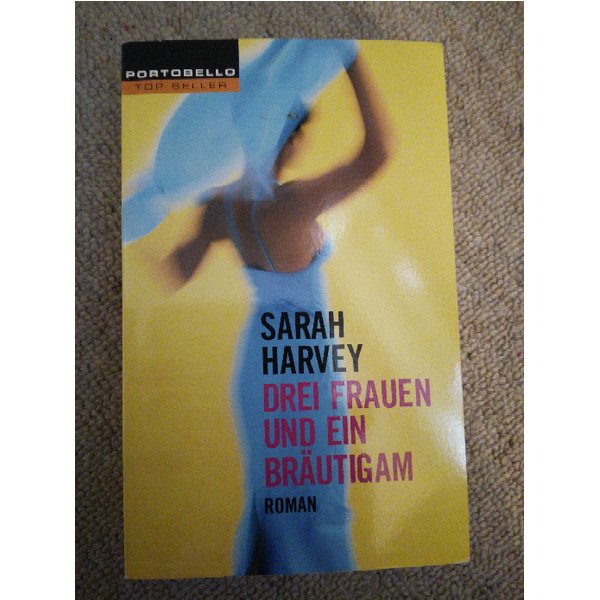 PORTOBELLO
TOP SELLER
SARAH
HARVEY
DREI FRAUEN
UND EIN
BRÄUTIGAM
ROMAN